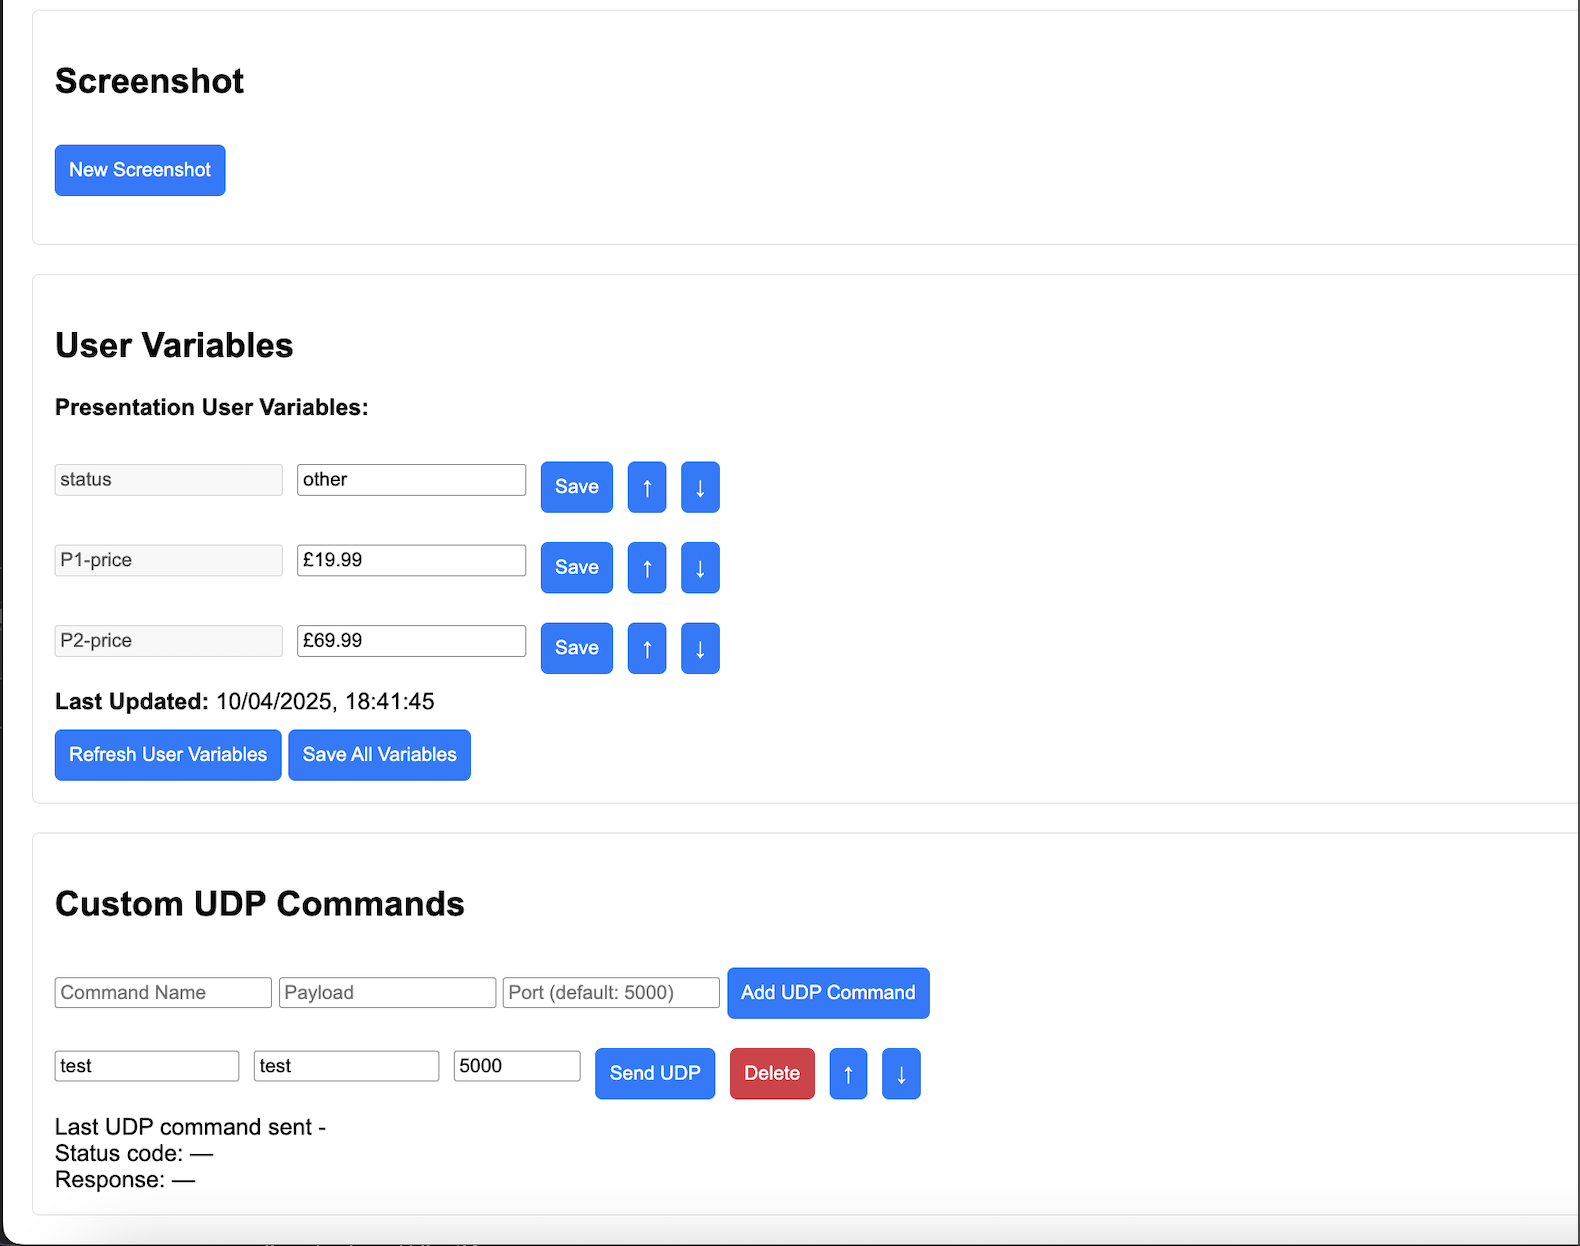 Screenshot
New Screenshot
User Variables
Presentation User Variables:
status other Save ↑ ↓
P1-price £19.99 Save ↑ ↓
P2-price £69.99 Save ↑ ↓
Last Updated: 10/04/2025, 18:41:45
Refresh User Variables Save All Variables
Custom UDP Commands
Command Name Payload Port (default: 5000) Add UDP Command
test test 5000 Send UDP Delete ↑ ↓
Last UDP command sent -
Status code: —
Response: —